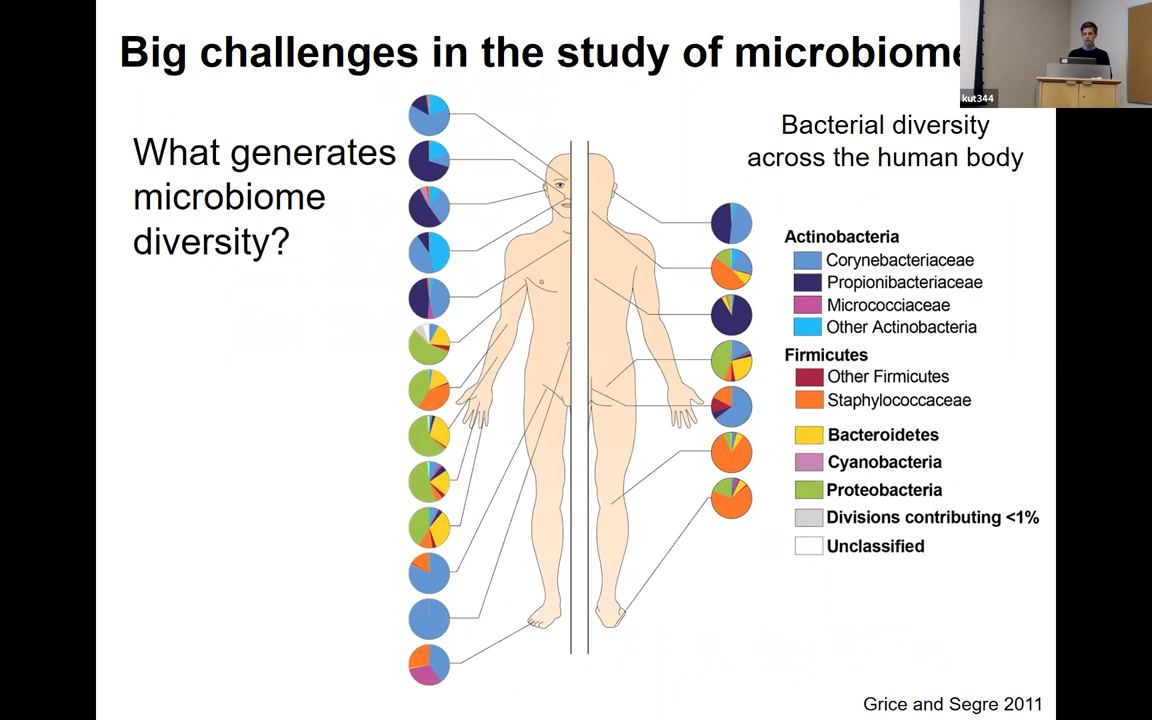 Big challenges in the study of microbiome
kut344
What generates
microbiome
diversity?
Bacterial diversity
across the human body
Actinobacteria
Corynebacteriaceae
Propionibacteriaceae
Micrococciaceae
Other Actinobacteria
Firmicutes
Other Firmicutes
Staphylococcaceae
Bacteroidetes
Cyanobacteria
Proteobacteria
Divisions contributing <1%
Unclassified
Grice and Segre 2011